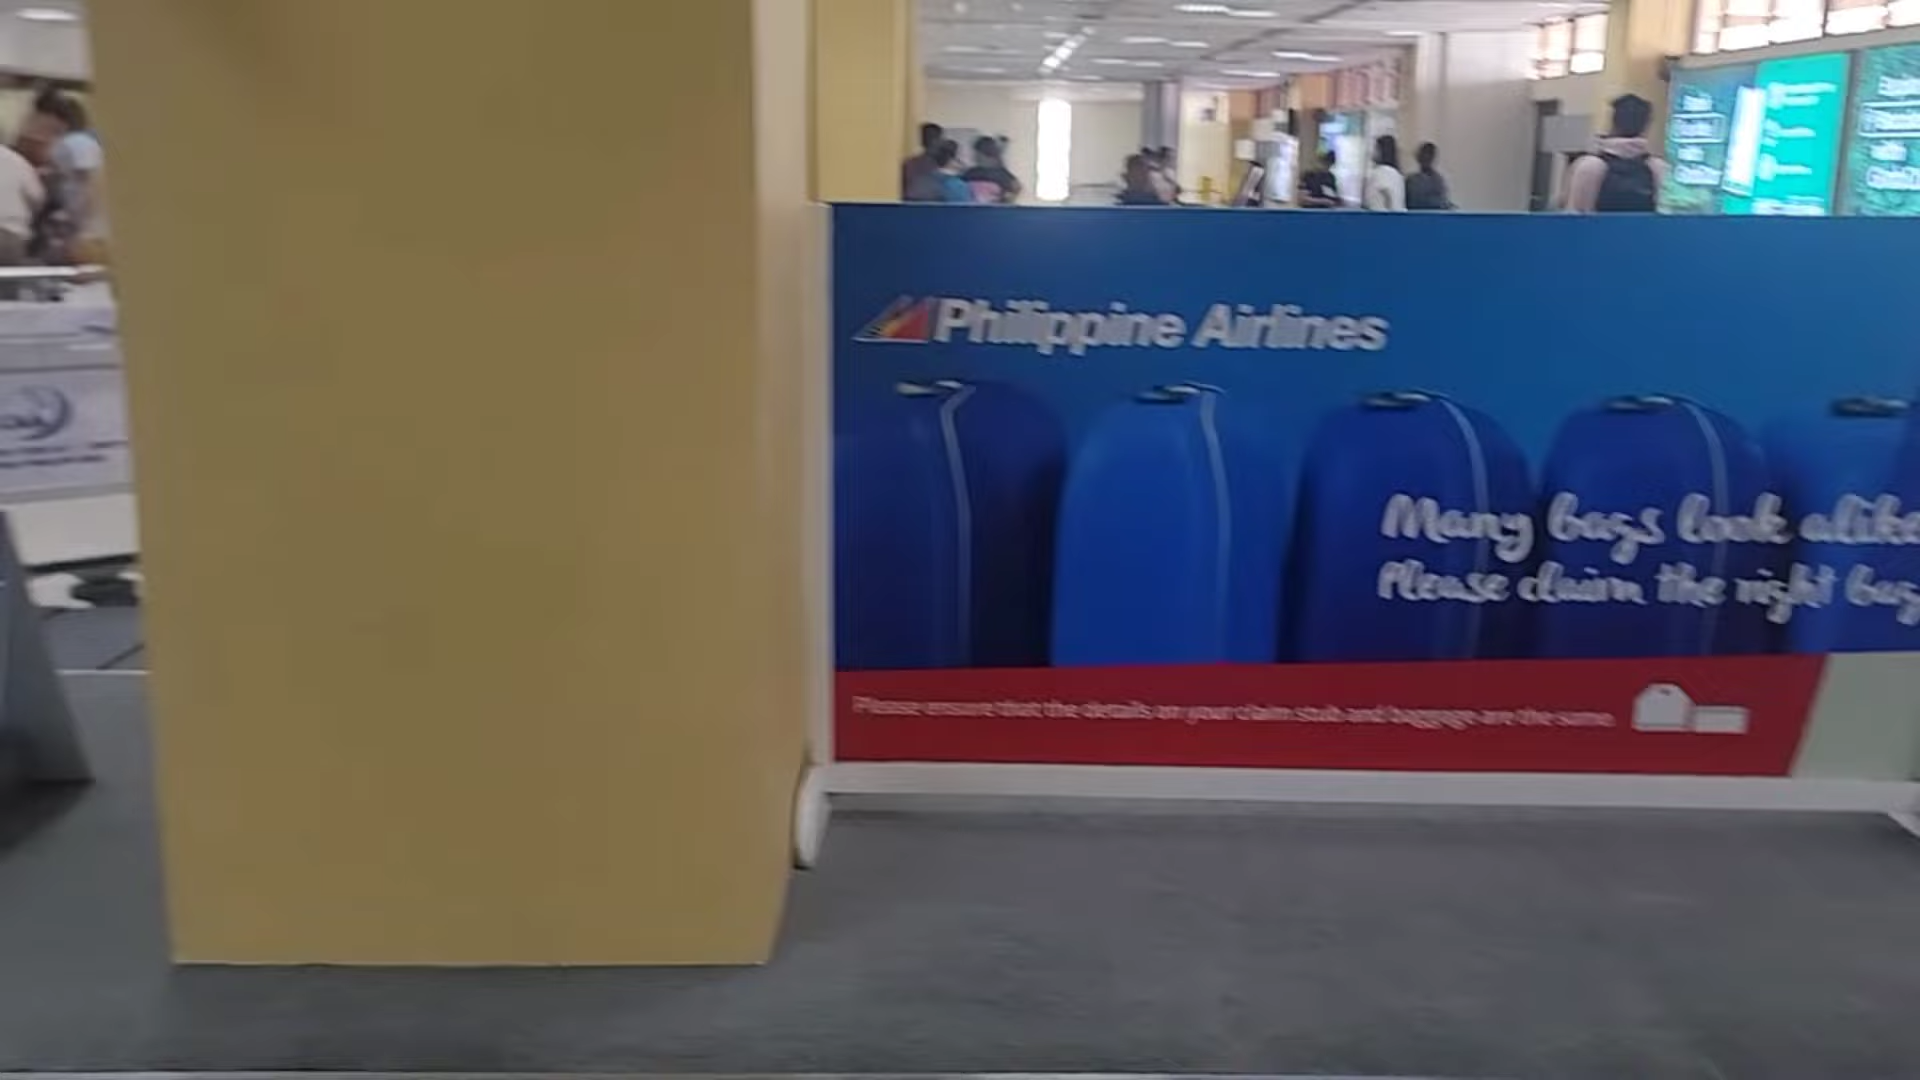 Philippine Airlines
Many bags look alike
Please claim the right bag
Please ensure that the details on your claim stub and baggage are the same.